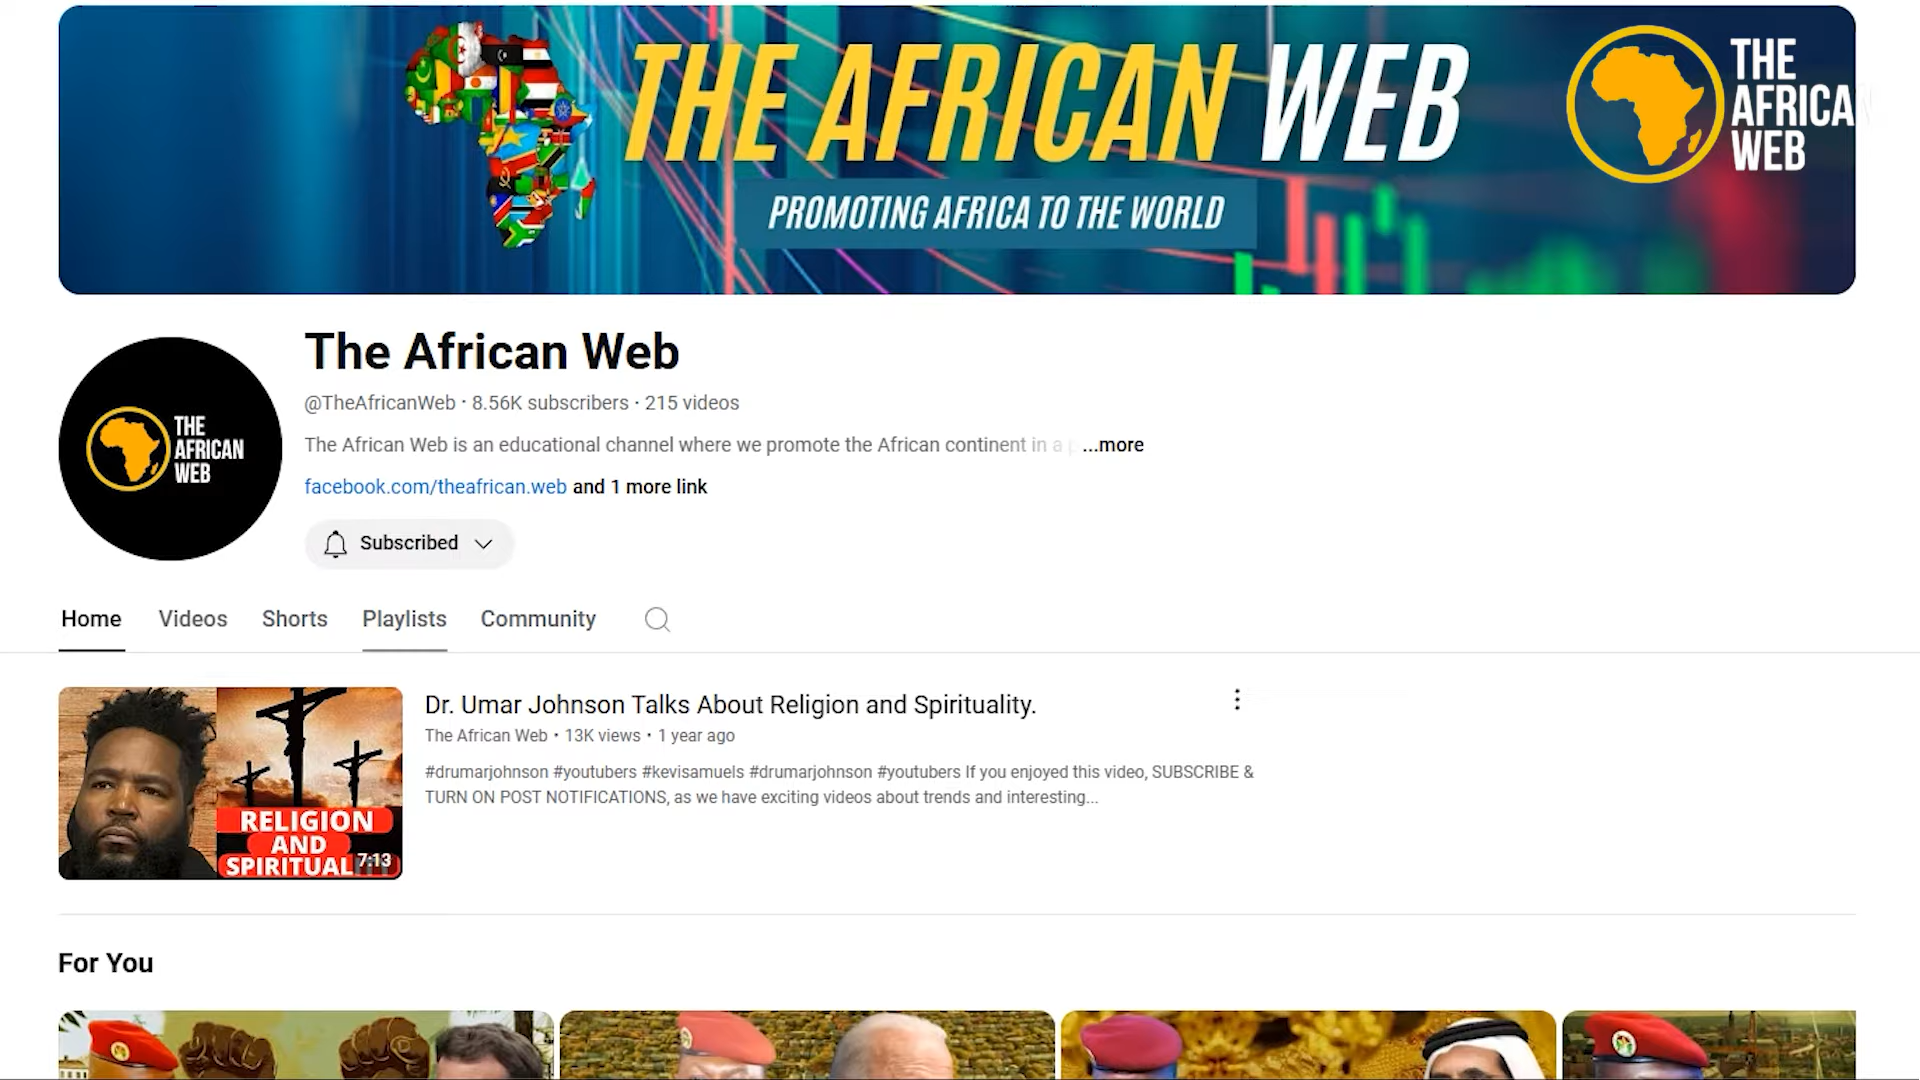 THE AFRICAN WEB
PROMOTING AFRICA TO THE WORLD
THE
AFRICAN
WEB
THE
AFRICAN
WEB
The African Web
@TheAfricanWeb · 8.56K subscribers · 215 videos
The African Web is an educational channel where we promote the African continent in a p ...more
facebook.com/theafrican.web and 1 more link
Subscribed
Home Videos Shorts Playlists Community
RELIGION
AND
SPIRITUAL
7:13
Dr. Umar Johnson Talks About Religion and Spirituality.
The African Web • 13K views • 1 year ago
#drumarjohnson #youtubers #kevisamuels #drumarjohnson #youtubers If you enjoyed this video, SUBSCRIBE &
TURN ON POST NOTIFICATIONS, as we have exciting videos about trends and interesting...
For You